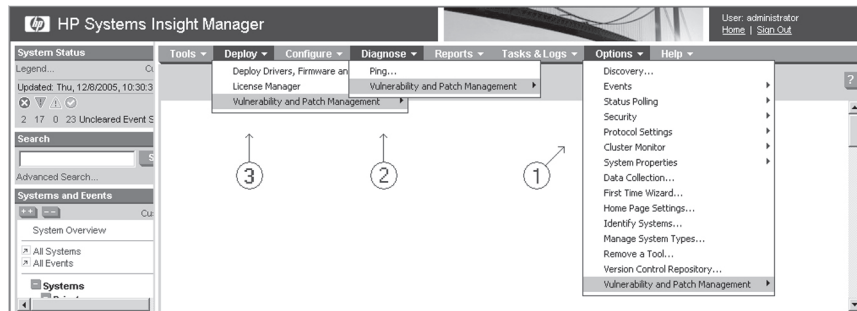 hp HP Systems Insight Manager
User: administrator
Home | Sign Out
System Status
Legend...
Updated: Thu, 12/8/2005, 10:30:3
2 17 0 23 Uncleared Event S
Search
Advanced Search...
Systems and Events
Cu
System Overview
All Systems
All Events
Systems
Tools Deploy Configure Diagnose Reports Tasks & Logs Options Help
Deploy Drivers, Firmware an
License Manager
Vulnerability and Patch Management
Ping...
Vulnerability and Patch Management
Discovery...
Events
Status Polling
Security
Protocol Settings
Cluster Monitor
System Properties
Data Collection...
First Time Wizard...
Home Page Settings...
Identify Systems...
Manage System Types...
Remove a Tool...
Version Control Repository...
Vulnerability and Patch Management
?
3
2
1